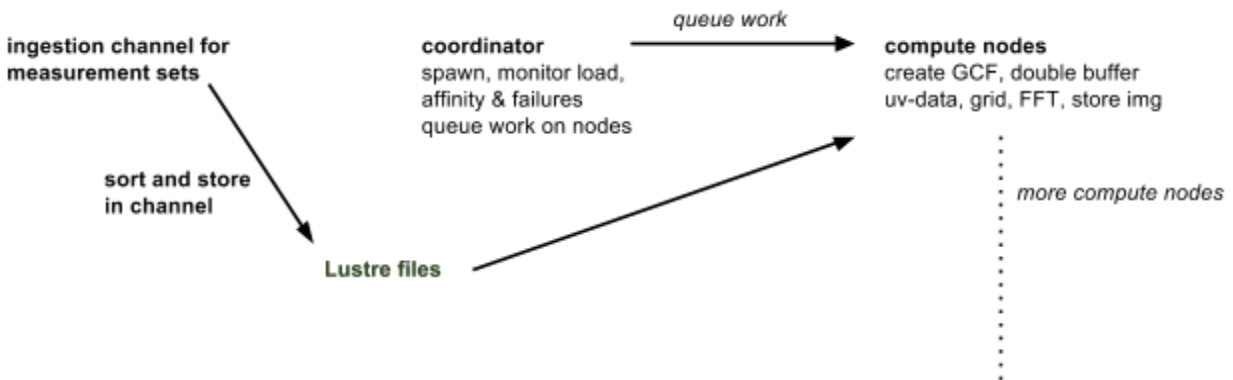 queue work
ingestion channel for
measurement sets
coordinator
spawn, monitor load,
affinity & failures
queue work on nodes
compute nodes
create GCF, double buffer
uv-data, grid, FFT, store img
sort and store
in channel
more compute nodes
Lustre files